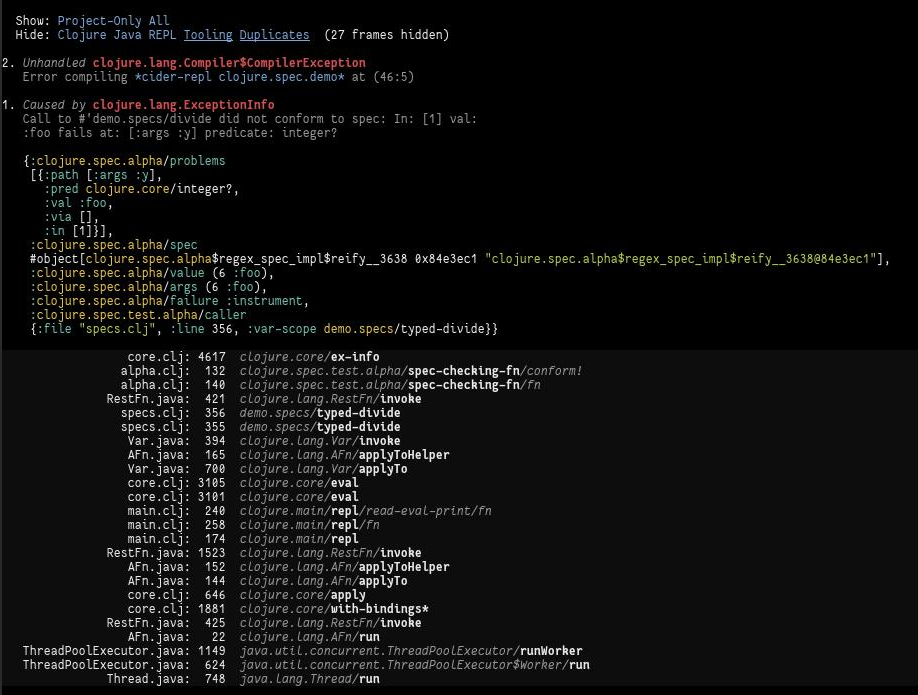 Show: Project-Only All
Hide: Clojure Java REPL Tooling Duplicates (27 frames hidden)
2. Unhandled clojure.lang.Compiler$CompilerException
Error compiling *cider-repl clojure.spec.demo* at (46:5)
1. Caused by clojure.lang.ExceptionInfo
Call to #'demo.specs/divide did not conform to spec: In: [1] val:
:foo fails at: [:args :y] predicate: integer?
{:clojure.spec.alpha/problems
[{:path [:args :y],
:pred clojure.core/integer?,
:val :foo,
:via [],
:in [1]}],
:clojure.spec.alpha/spec
#object[clojure.spec.alpha$regex_spec_impl$reify__3638 0x84e3ec1 "clojure.spec.alpha$regex_spec_impl$reify__3638@84e3ec1"],
:clojure.spec.alpha/value (6 :foo),
:clojure.spec.alpha/args (6 :foo),
:clojure.spec.alpha/failure :instrument,
:clojure.spec.test.alpha/caller
{:file "specs.clj", :line 356, :var-scope demo.specs/typed-divide}}
core.clj: 4617 clojure.core/ex-info
alpha.clj: 132 clojure.spec.test.alpha/spec-checking-fn/conform!
alpha.clj: 140 clojure.spec.test.alpha/spec-checking-fn/fn
RestFn.java: 421 clojure.lang.RestFn/invoke
specs.clj: 356 demo.specs/typed-divide
specs.clj: 355 demo.specs/typed-divide
Var.java: 394 clojure.lang.Var/invoke
AFn.java: 165 clojure.lang.AFn/applyToHelper
Var.java: 700 clojure.lang.Var/applyTo
core.clj: 3105 clojure.core/eval
core.clj: 3101 clojure.core/eval
main.clj: 240 clojure.main/repl/read-eval-print/fn
main.clj: 258 clojure.main/repl/fn
main.clj: 174 clojure.main/repl
RestFn.java: 1523 clojure.lang.RestFn/invoke
AFn.java: 152 clojure.lang.AFn/applyToHelper
AFn.java: 144 clojure.lang.AFn/applyTo
core.clj: 646 clojure.core/apply
core.clj: 1881 clojure.core/with-bindings*
RestFn.java: 425 clojure.lang.RestFn/invoke
AFn.java: 22 clojure.lang.AFn/run
ThreadPoolExecutor.java: 1149 java.util.concurrent.ThreadPoolExecutor/runWorker
ThreadPoolExecutor.java: 624 java.util.concurrent.ThreadPoolExecutor$Worker/run
Thread.java: 748 java.lang.Thread/run